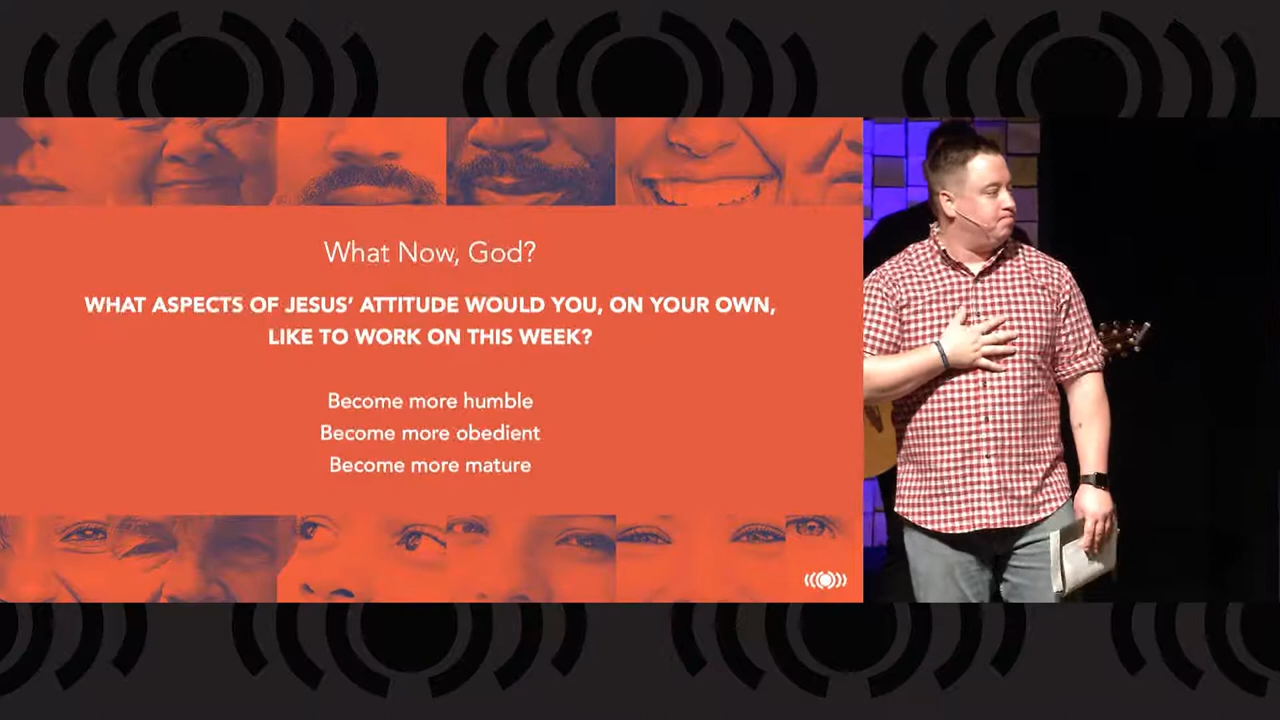 What Now, God?
WHAT ASPECTS OF JESUS’ ATTITUDE WOULD YOU, ON YOUR OWN,
LIKE TO WORK ON THIS WEEK?
Become more humble
Become more obedient
Become more mature